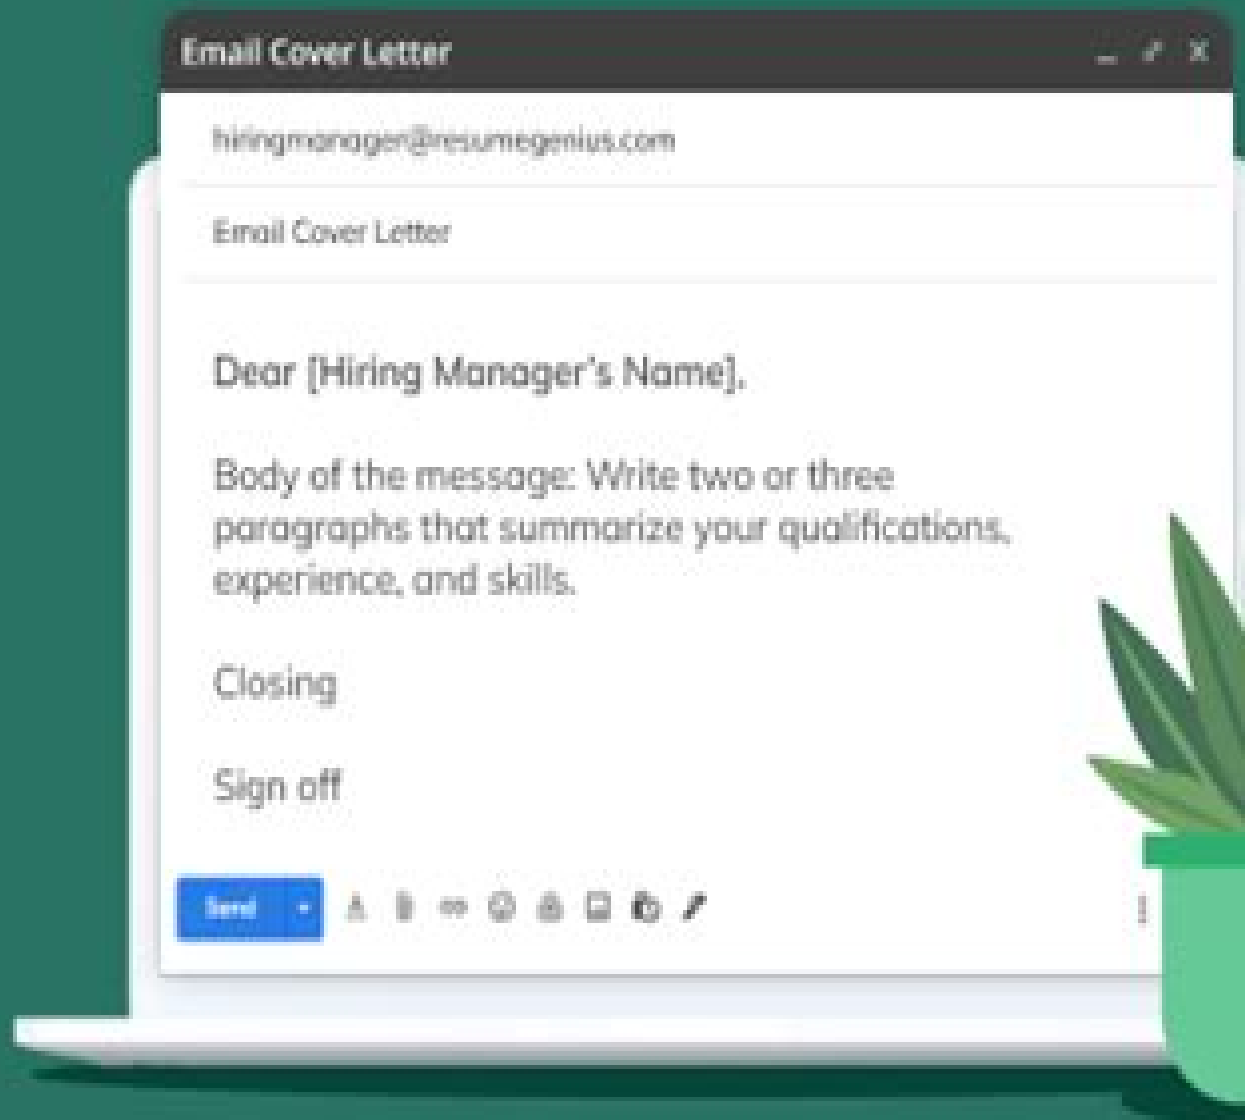 Email Cover Letter
hiringmanager@resumegenius.com
Email Cover Letter
Dear [Hiring Manager's Name],
Body of the message: Write two or three
paragraphs that summarize your qualifications,
experience, and skills.
Closing
Sign off
Send